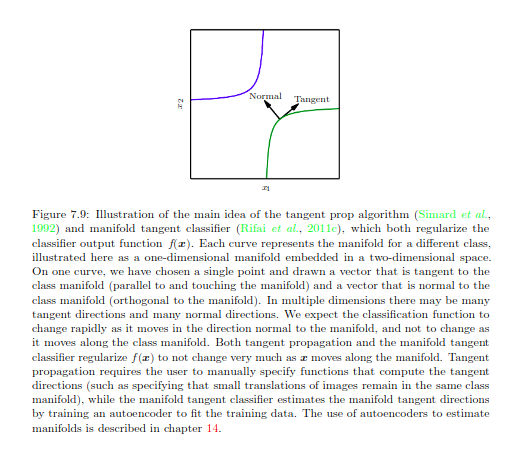 Normal
Tangent
x2
x1
Figure 7.9: Illustration of the main idea of the tangent prop algorithm (Simard et al.,
1992) and manifold tangent classifier (Rifai et al., 2011c), which both regularize the
classifier output function f(x). Each curve represents the manifold for a different class,
illustrated here as a one-dimensional manifold embedded in a two-dimensional space.
On one curve, we have chosen a single point and drawn a vector that is tangent to the
class manifold (parallel to and touching the manifold) and a vector that is normal to the
class manifold (orthogonal to the manifold). In multiple dimensions there may be many
tangent directions and many normal directions. We expect the classification function to
change rapidly as it moves in the direction normal to the manifold, and not to change as
it moves along the class manifold. Both tangent propagation and the manifold tangent
classifier regularize f(x) to not change very much as x moves along the manifold. Tangent
propagation requires the user to manually specify functions that compute the tangent
directions (such as specifying that small translations of images remain in the same class
manifold), while the manifold tangent classifier estimates the manifold tangent directions
by training an autoencoder to fit the training data. The use of autoencoders to estimate
manifolds is described in chapter 14.